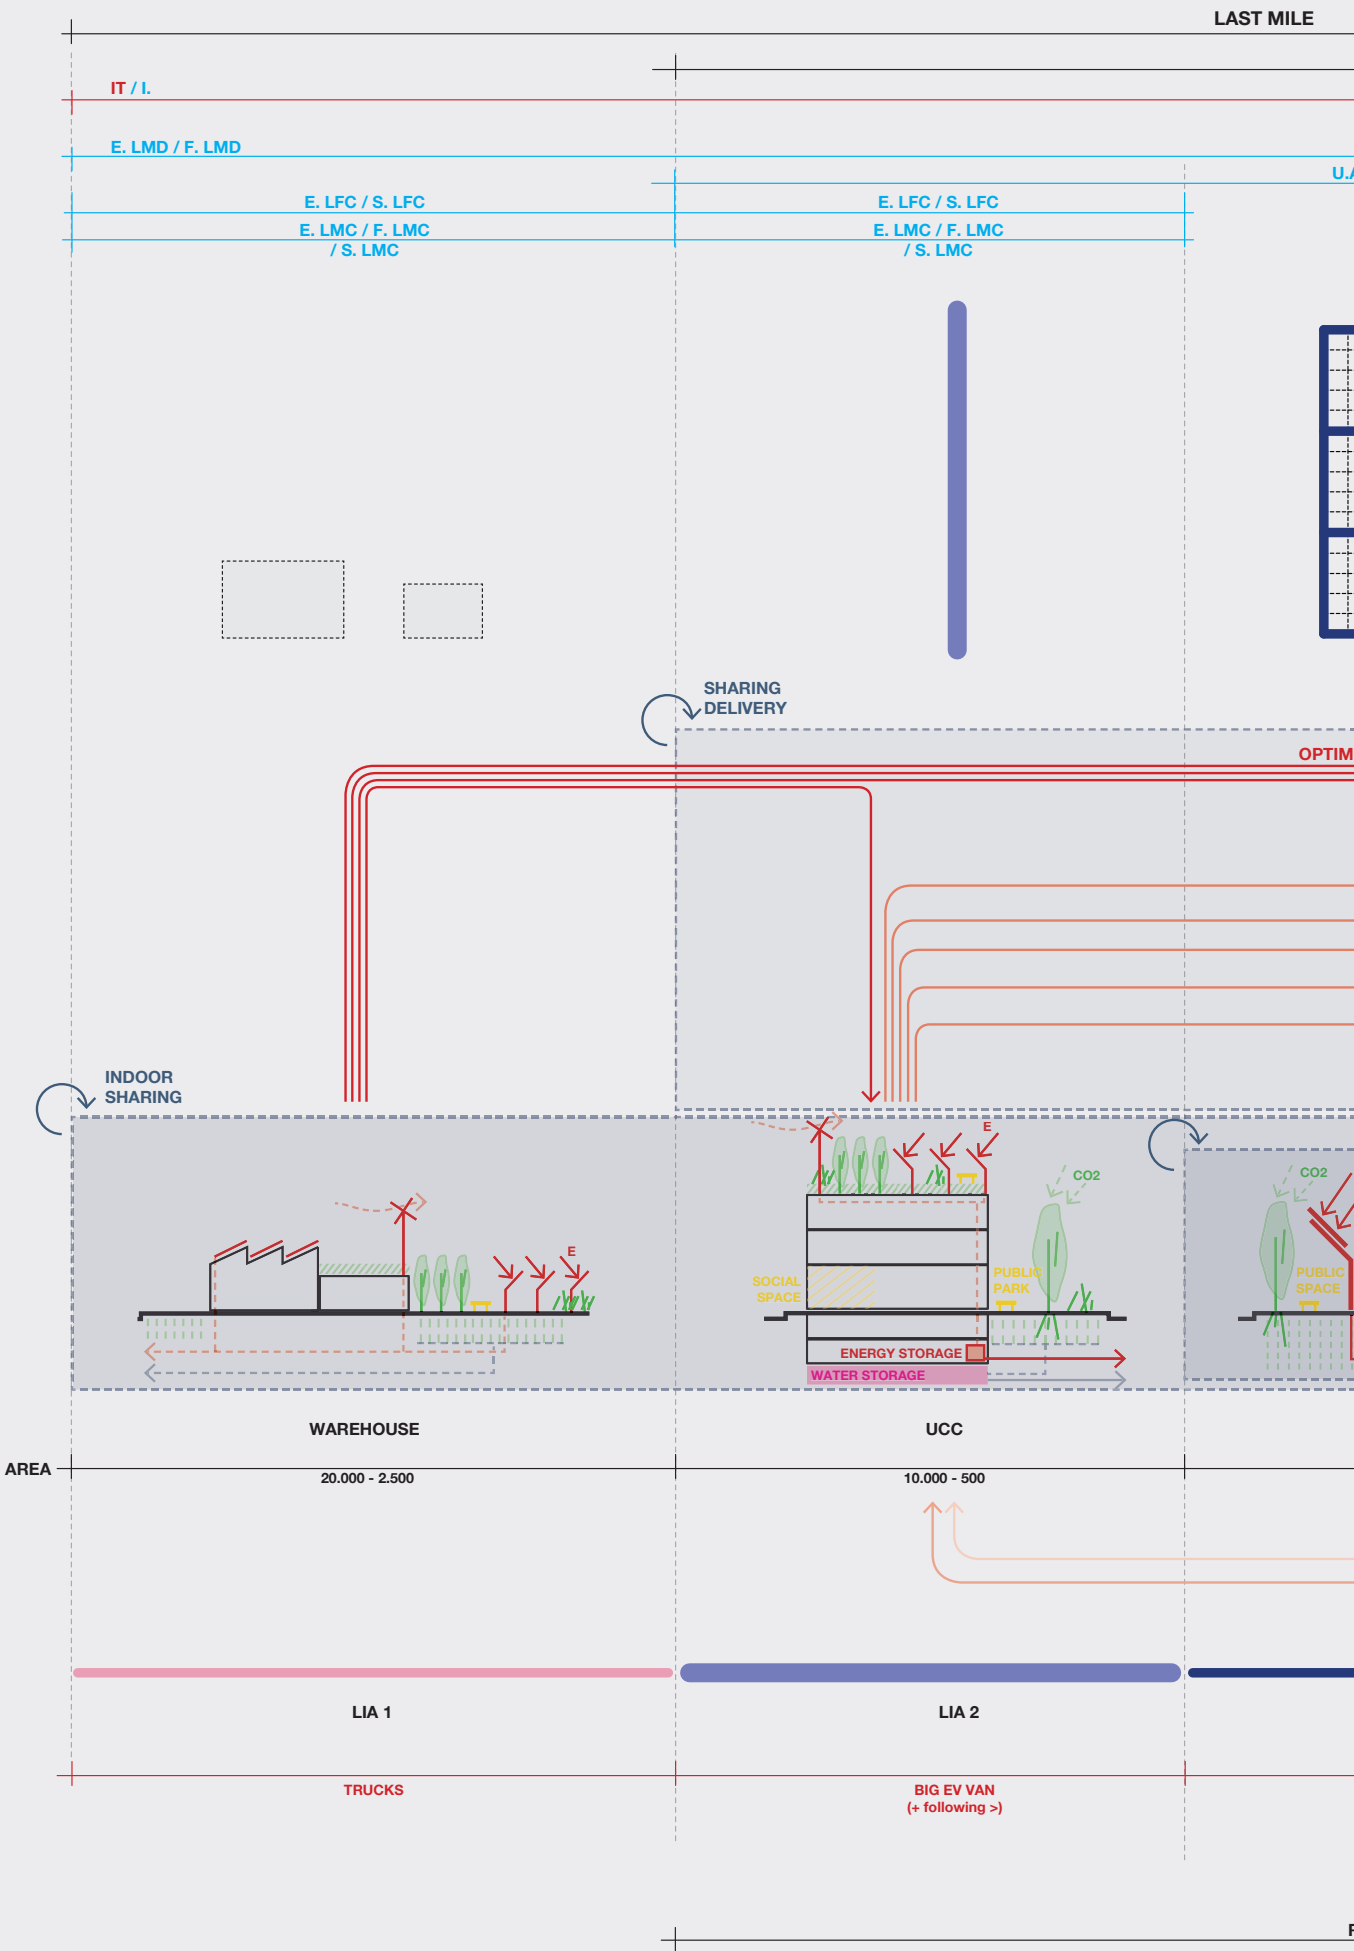 LAST MILE
IT / I.
E. LMD / F. LMD
U.A
E. LFC / S. LFC
E. LFC / S. LFC
E. LMC / F. LMC
/ S. LMC
E. LMC / F. LMC
/ S. LMC
SHARING
DELIVERY
OPTIM
INDOOR
SHARING
E
CO2
CO2
E
SOCIAL
SPACE
PUBLIC
PARK
PUBLIC
SPACE
ENERGY STORAGE
WATER STORAGE
WAREHOUSE
UCC
AREA
20.000 - 2.500
10.000 - 500
LIA 1
LIA 2
TRUCKS
BIG EV VAN
(+ following >)